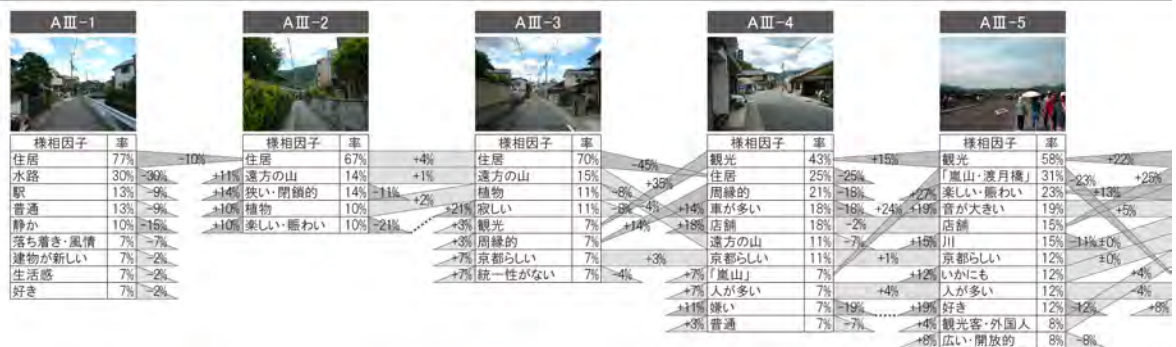 AⅢ-1
様相因子 率
住居 77% -10%
水路 30% -30%
駅 13% -9%
普通 13% -9%
静か 10% -15%
落ち着き・風情 7% -7%
建物が新しい 7% -2%
生活感 7% -2%
好き 7% -2%
AⅢ-2
様相因子 率
住居 67% +4%
+11% 遠方の山 14% +1%
+14% 狭い・閉鎖的 14% -11%
+10% 植物 10% +2%
+10% 楽しい・賑わい 10% -21%
AⅢ-3
様相因子 率
住居 70% -45%
遠方の山 15%
植物 11% -8%
+21% 寂しい 11% -8% -4%
+3% 観光 7% +35%
+3% 周縁的 7% +14%
+7% 京都らしい 7% +3%
+7% 統一性がない 7% -4%
AⅢ-4
様相因子 率
観光 43% +15%
住居 25% -25%
周縁的 21% -18%
+14% 車が多い 18% -18%
+18% 店舗 18% -2%
遠方の山 11% -7%
京都らしい 11% +1%
+7% 「嵐山」 7% +24%
+7% 人が多い 7% +4%
+11% 嫌い 7% -19%
+3% 普通 7% -7%
AⅢ-5
様相因子 率
観光 58% +22%
「嵐山・渡月橋」 31% -23% +25%
+27% 楽しい・賑わい 23% +13%
+19% 音が大きい 19% +5%
店舗 15%
+15% 川 15% -11% ±0%
京都らしい 12% ±0%
+12% いかにも 12% +4%
人が多い 12% -4%
+19% 好き 12% -12% +8%
+4% 観光客・外国人 8%
+8% 広い・開放的 8% -8%